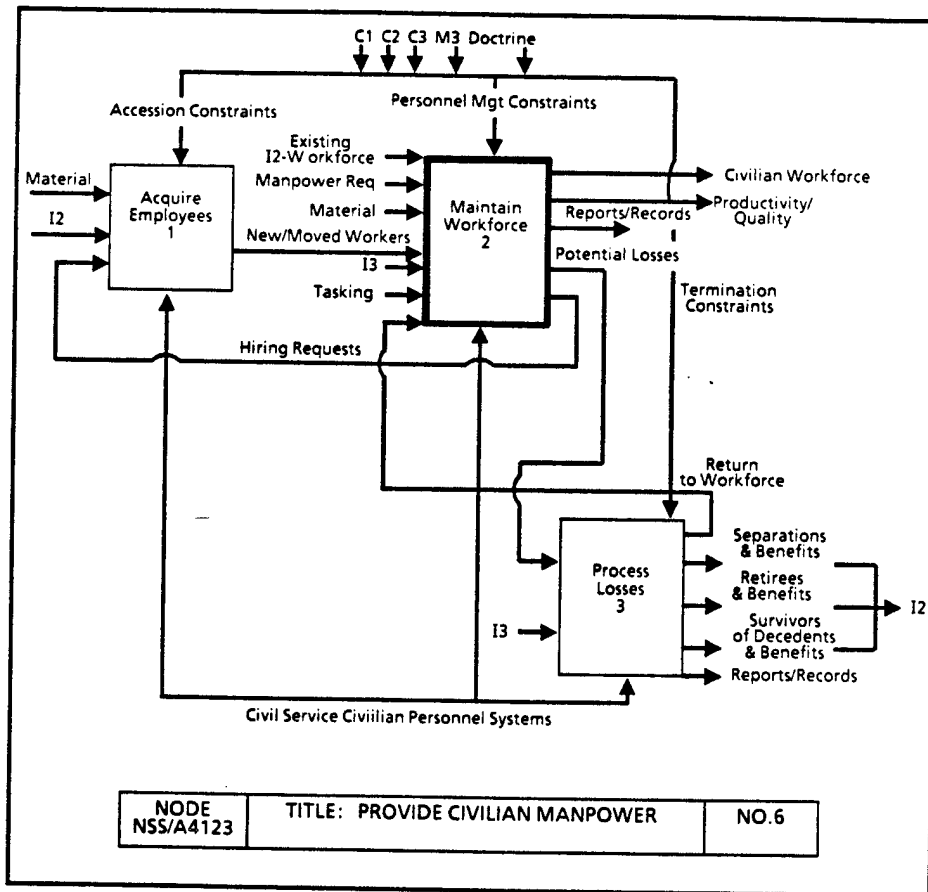 C1 C2 C3 M3 Doctrine
Accession Constraints
Personnel Mgt Constraints
Existing
I2-Workforce
Manpower Req
Material
New/Moved Workers
I3
Tasking
Material
I2
Acquire
Employees
1
Maintain
Workforce
2
Civilian Workforce
Productivity/
Quality
Reports/Records
Potential Losses
Termination
Constraints
Hiring Requests
Return
to Workforce
Process
Losses
3
I3
Separations
& Benefits
Retirees
& Benefits
Survivors
of Decedents
& Benefits
Reports/Records
I2
Civil Service Civiilian Personnel Systems
NODE
NSS/A4123
TITLE: PROVIDE CIVILIAN MANPOWER
NO.6